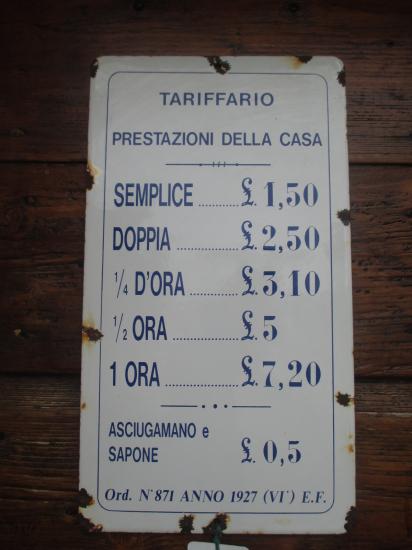 TARIFFARIO
PRESTAZIONI DELLA CASA
SEMPLICE ........... £. 1,50
DOPPIA ................ £. 2,50
1/4 D'ORA ............. £. 3,10
1/2 ORA ................ £. 5
1 ORA ................... £. 7,20
ASCIUGAMANO e
SAPONE £. 0,5
Ord. N° 871 ANNO 1927 (VI°) E.F.